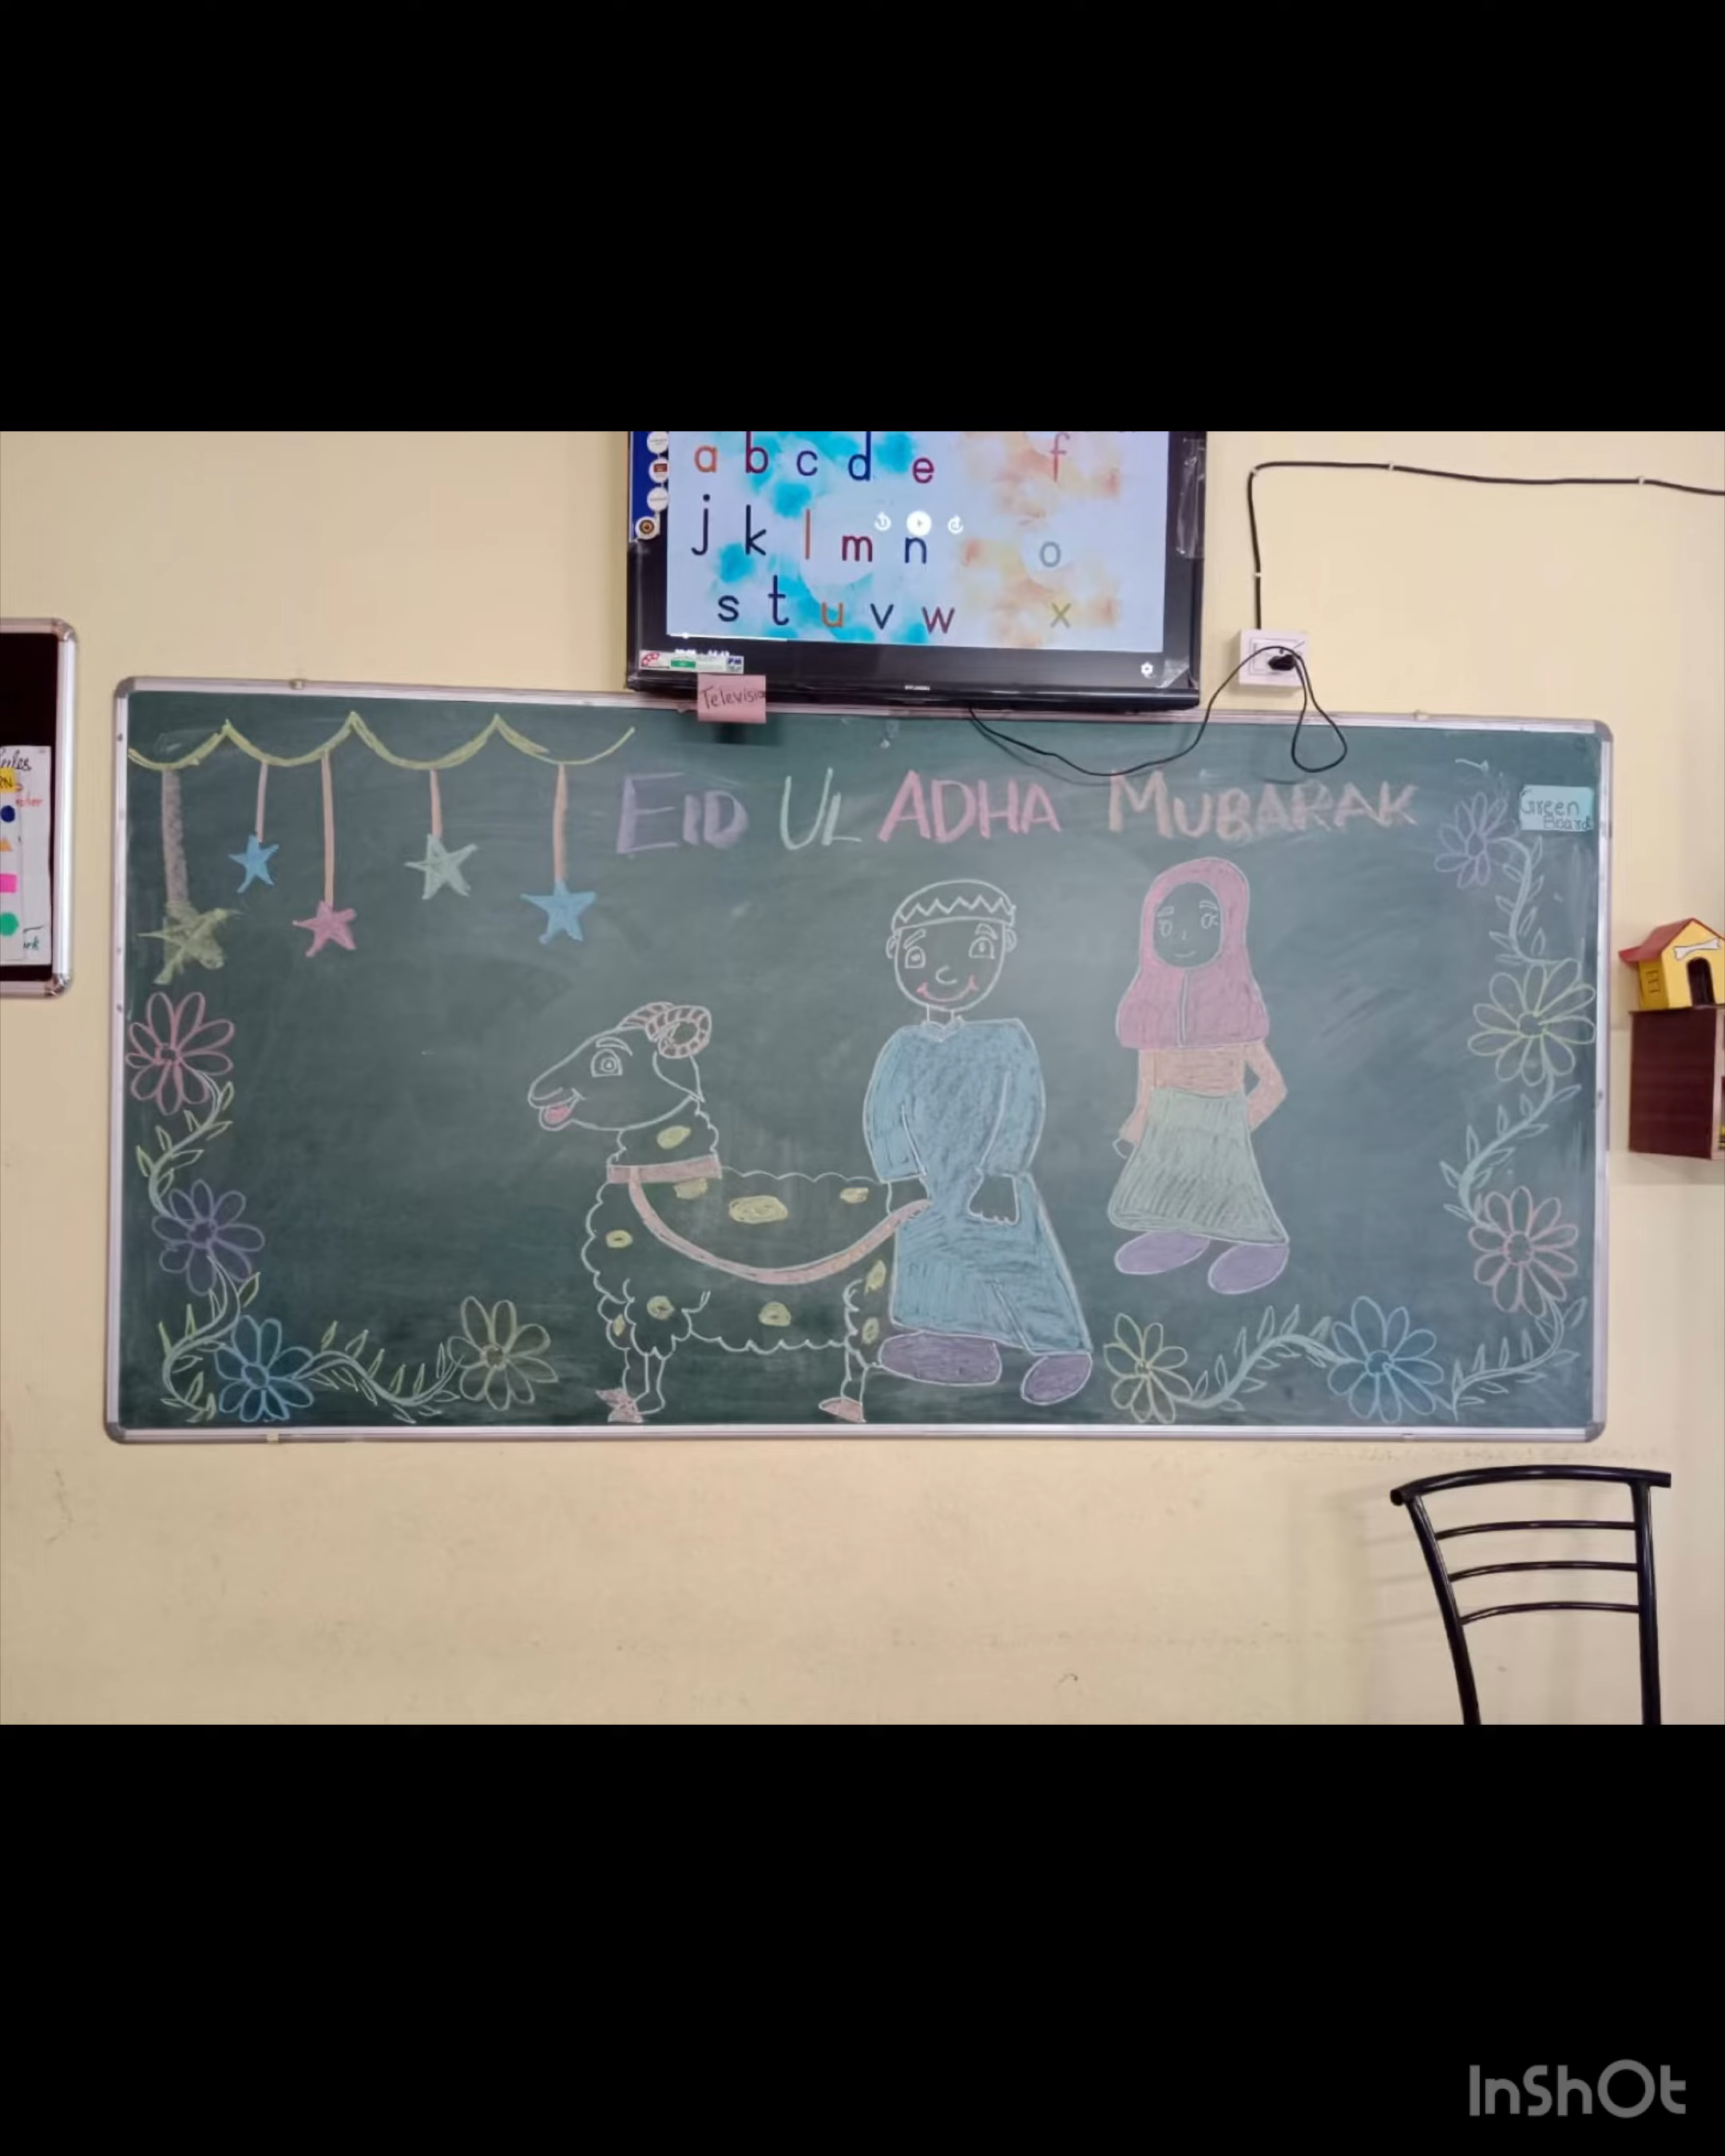 a b c d e f
j k l m n o
s t u v w x
Television
EID UL ADHA MUBARAK
Green
Board
InShOt